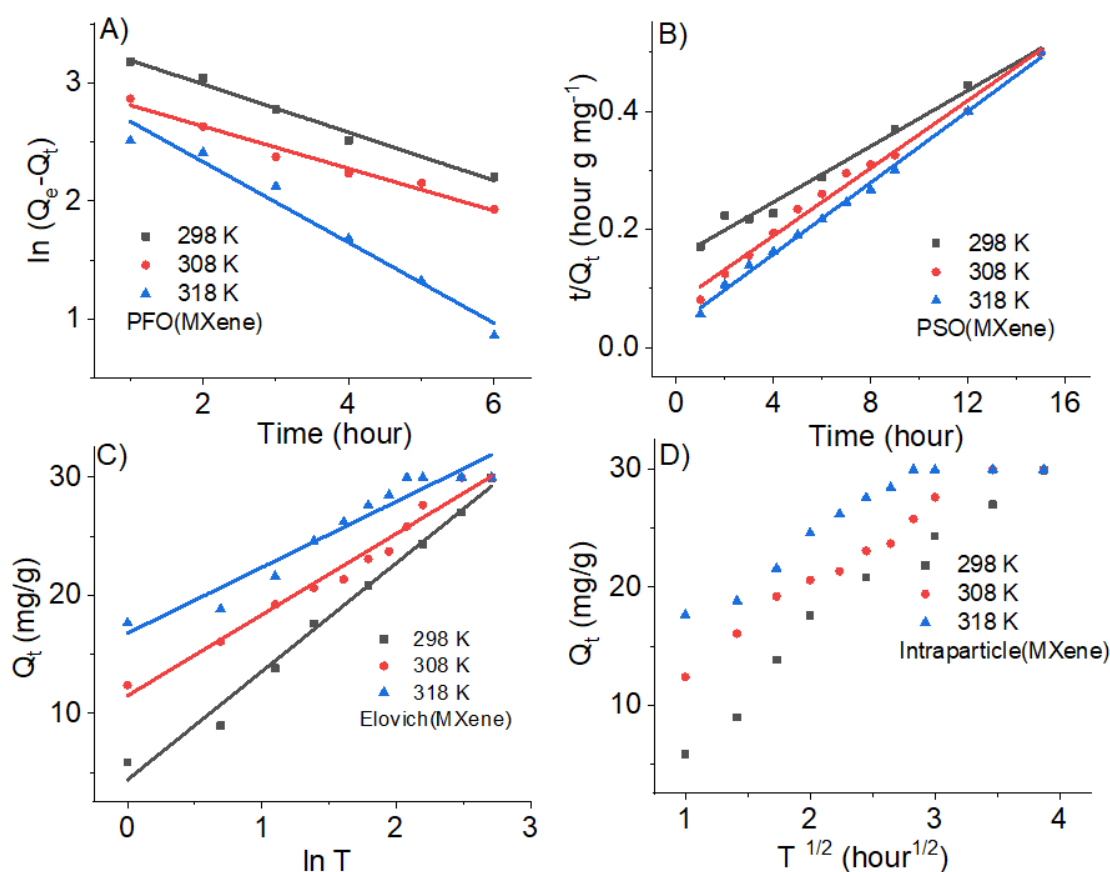 A)
ln (Qₑ-Qₜ)
3
2
1
298 K
308 K
318 K
PFO(MXene)
2 4 6
Time (hour)
B)
t/Qₜ (hour g mg⁻¹)
0.4
0.2
0.0
298 K
308 K
318 K
PSO(MXene)
0 4 8 12 16
Time (hour)
C)
Qₜ (mg/g)
30
20
10
298 K
308 K
318 K
Elovich(MXene)
0 1 2 3
ln T
D)
Qₜ (mg/g)
30
20
10
298 K
308 K
318 K
Intraparticle(MXene)
1 2 3 4
T ¹/² (hour¹/²)